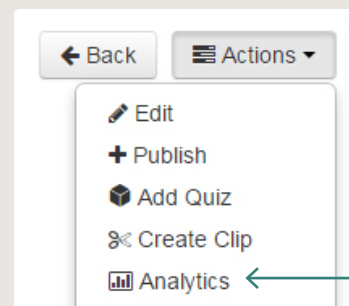 Back Actions
Edit
Publish
Add Quiz
Create Clip
Analytics